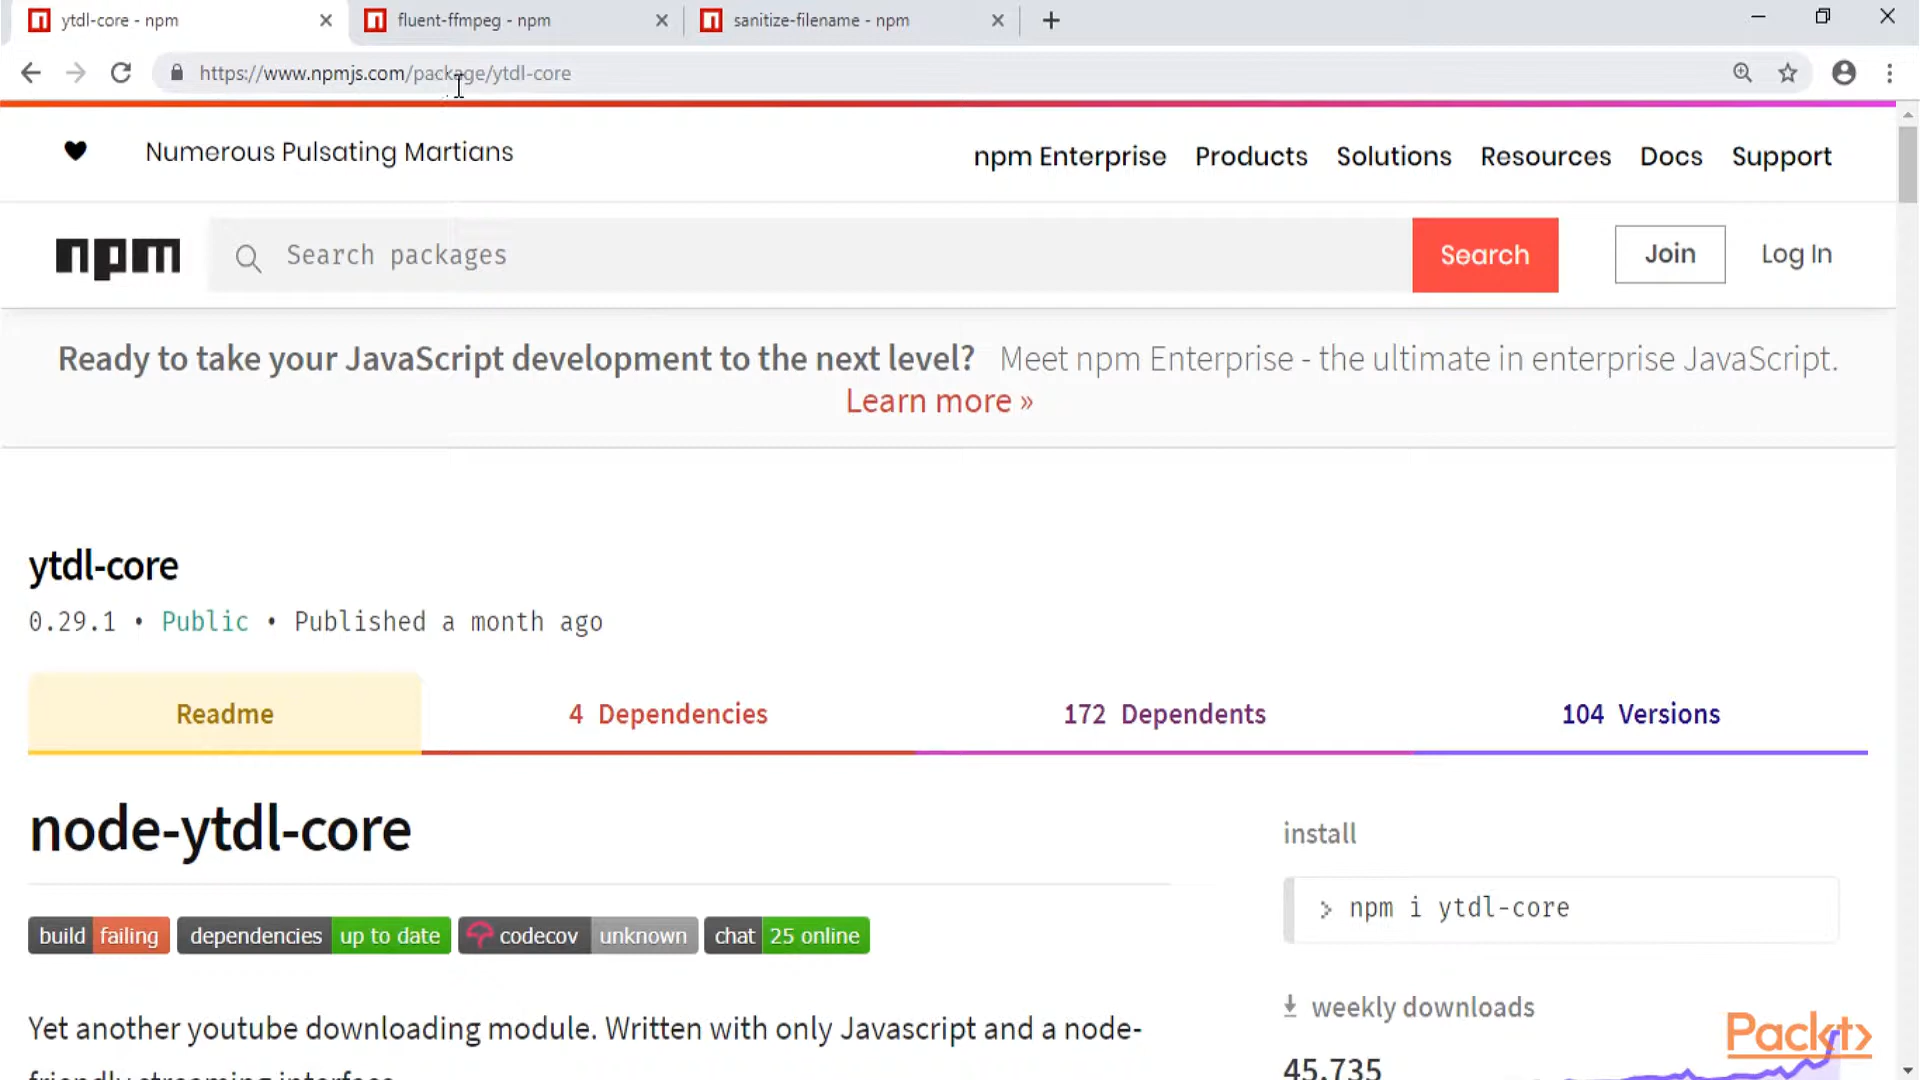 ytdl-core - npm
fluent-ffmpeg - npm
sanitize-filename - npm
https://www.npmjs.com/package/ytdl-core
Numerous Pulsating Martians
npm Enterprise Products Solutions Resources Docs Support
npm
Search packages
Search
Join
Log In
Ready to take your JavaScript development to the next level? Meet npm Enterprise - the ultimate in enterprise JavaScript.
Learn more »
ytdl-core
0.29.1 • Public • Published a month ago
Readme
4 Dependencies
172 Dependents
104 Versions
node-ytdl-core
install
> npm i ytdl-core
build failing
dependencies up to date
codecov unknown
chat 25 online
Yet another youtube downloading module. Written with only Javascript and a node-
friendly streaming interface.
weekly downloads
45,735
Packt>